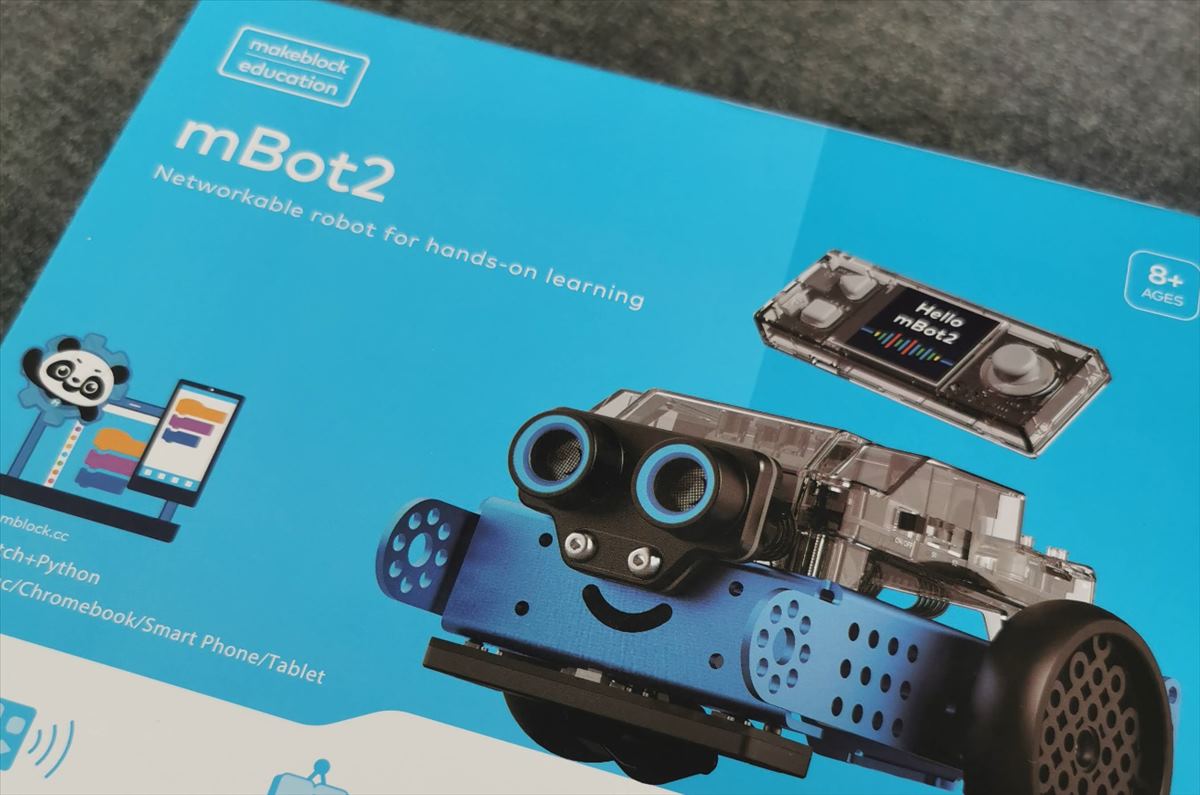 makeblock
education
mBot2
Networkable robot for hands-on learning
8+
AGES
Hello
mBot2
mblock.cc
tch+Python
c/Chromebook/Smart Phone/Tablet